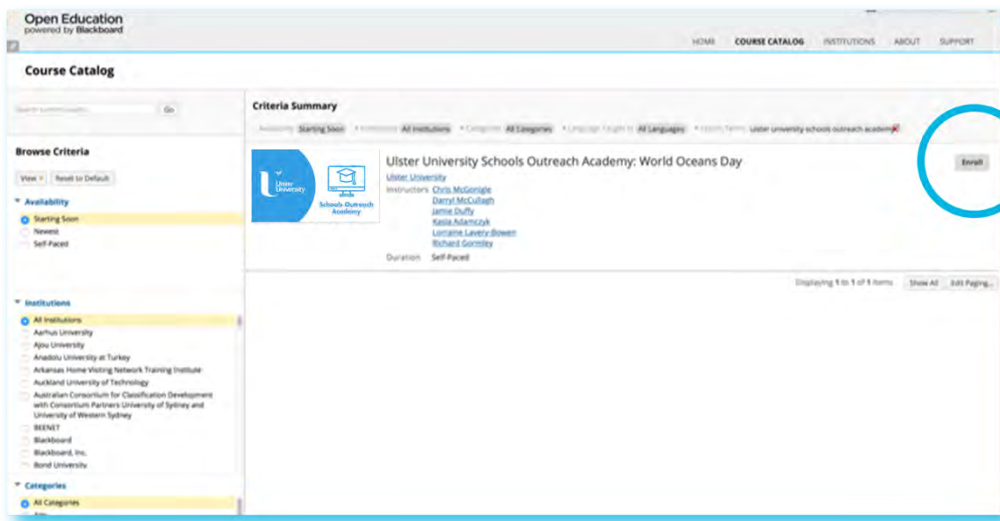 Open Education
powered by Blackboard
HOME COURSE CATALOG INSTITUTIONS ABOUT SUPPORT
Course Catalog
Go
Criteria Summary
Availability: Starting Soon Institutions: All Institutions Categories: All Categories All Languages Ulster university schools outreach academy
Browse Criteria
View Reset to Default
Availability
Starting Soon
Newest
Self-Paced
Institutions
All Institutions
Aarhus University
Ajou University
Anadolu University at Turkey
Arkansas Home Visiting Network Training Institute
Auckland University of Technology
Australian Consortium for Classification Development
with Consortium Partners University of Sydney and
University of Western Sydney
BEENET
Blackboard
Blackboard, Inc.
Bond University
Categories
All Categories
Ulster
University
Schools Outreach
Academy
Ulster University Schools Outreach Academy: World Oceans Day
Ulster University
Instructors Chris McGonigle
Darryl McCullagh
Jamie Duffy
Kasia Adamczyk
Lorraine Lavery-Bowen
Richard Gormley
Duration Self-Paced
Enroll
Displaying 1 to 1 of 1 items Show All Edit Paging...